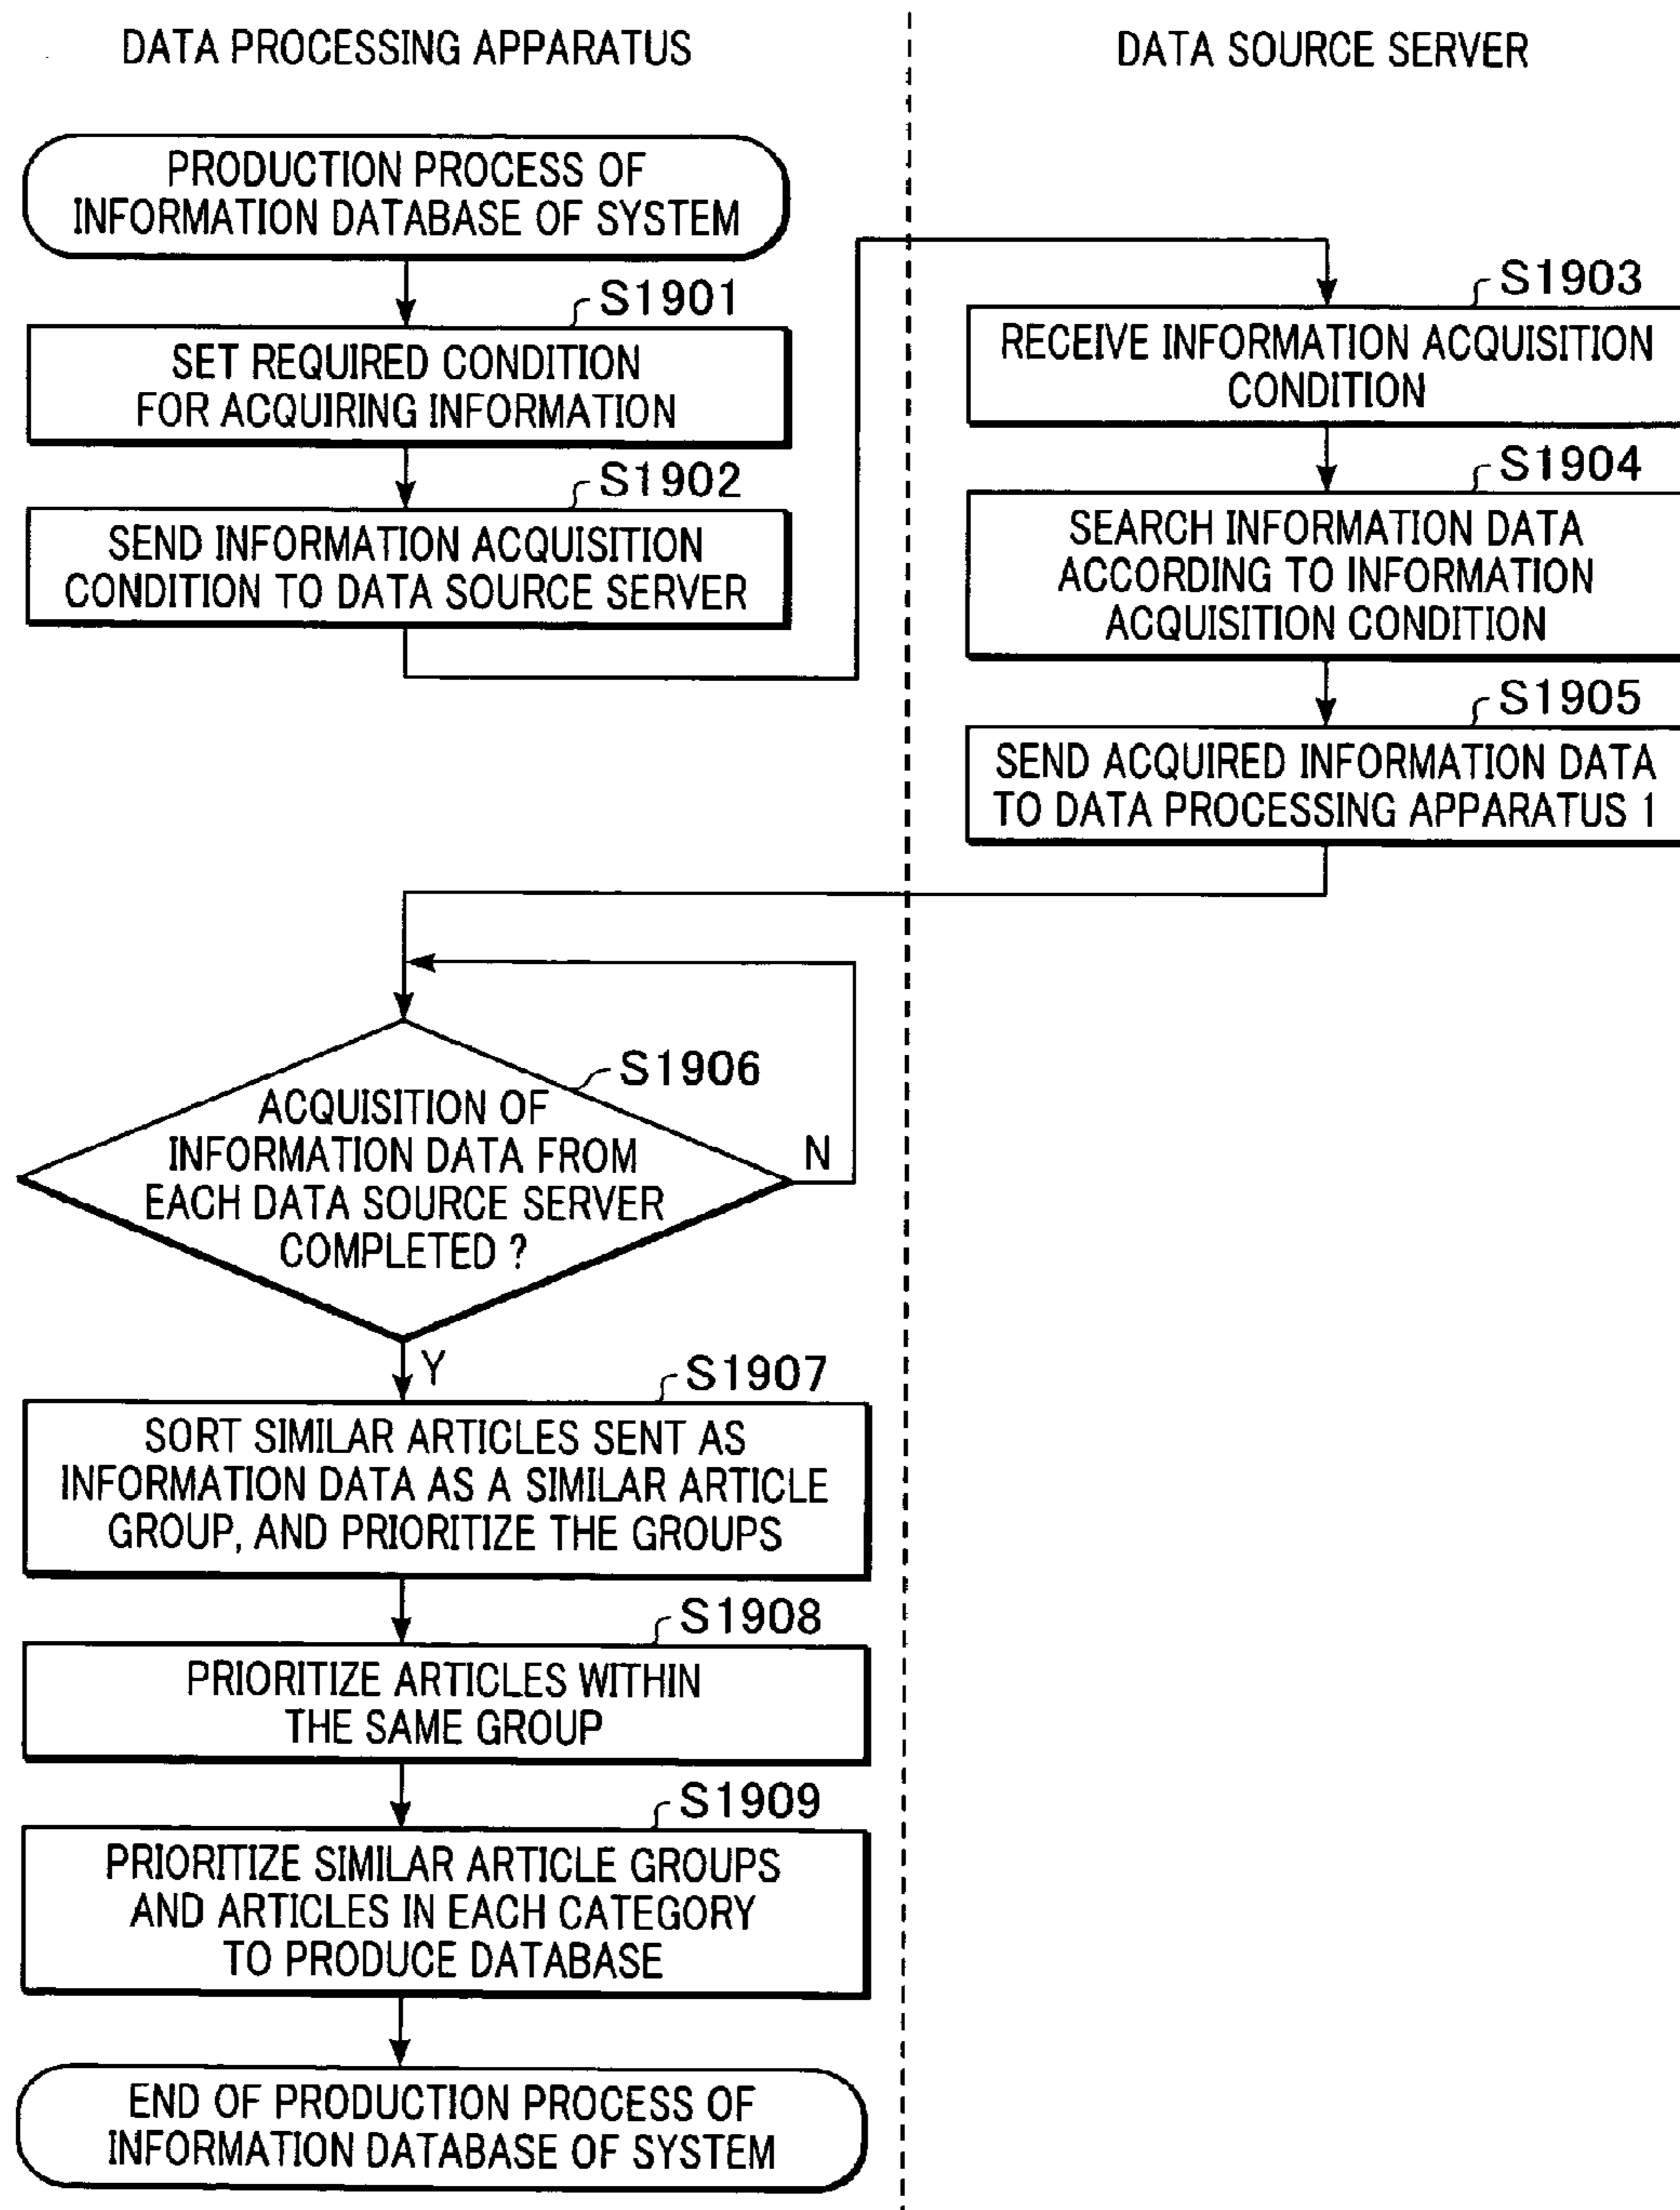 DATA PROCESSING APPARATUS
DATA SOURCE SERVER
PRODUCTION PROCESS OF
INFORMATION DATABASE OF SYSTEM
S1901
SET REQUIRED CONDITION
FOR ACQUIRING INFORMATION
S1902
SEND INFORMATION ACQUISITION
CONDITION TO DATA SOURCE SERVER
S1903
RECEIVE INFORMATION ACQUISITION
CONDITION
S1904
SEARCH INFORMATION DATA
ACCORDING TO INFORMATION
ACQUISITION CONDITION
S1905
SEND ACQUIRED INFORMATION DATA
TO DATA PROCESSING APPARATUS 1
S1906
ACQUISITION OF
INFORMATION DATA FROM
EACH DATA SOURCE SERVER
COMPLETED ?
N
Y
S1907
SORT SIMILAR ARTICLES SENT AS
INFORMATION DATA AS A SIMILAR ARTICLE
GROUP, AND PRIORITIZE THE GROUPS
S1908
PRIORITIZE ARTICLES WITHIN
THE SAME GROUP
S1909
PRIORITIZE SIMILAR ARTICLE GROUPS
AND ARTICLES IN EACH CATEGORY
TO PRODUCE DATABASE
END OF PRODUCTION PROCESS OF
INFORMATION DATABASE OF SYSTEM